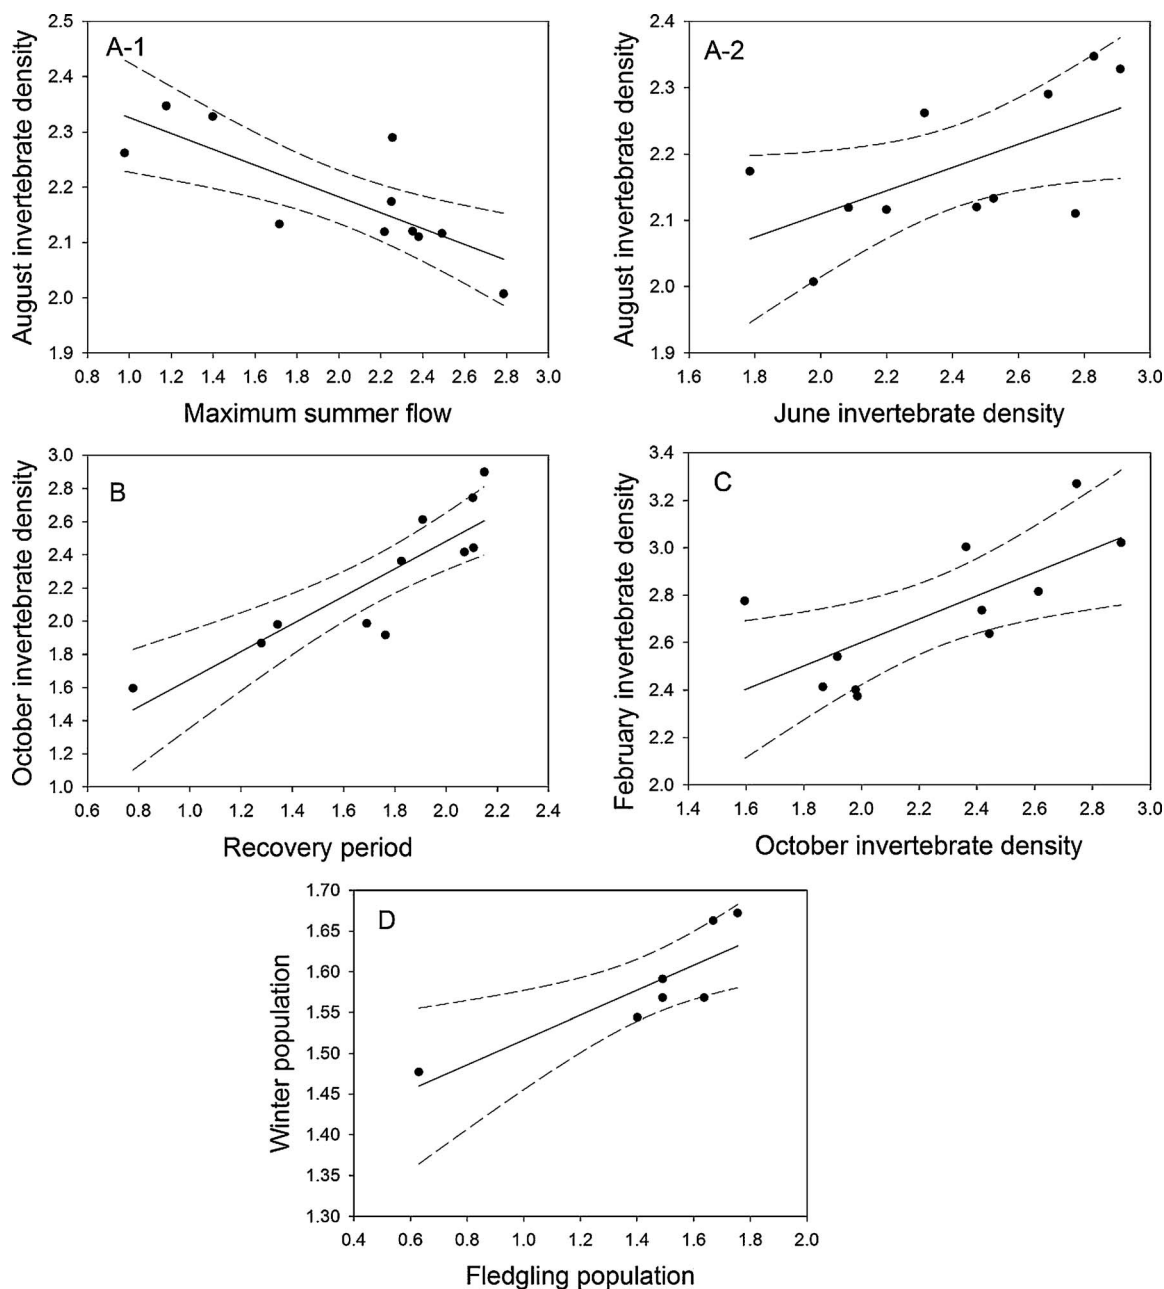 A-1
August invertebrate density
2.5
2.4
2.3
2.2
2.1
2.0
1.9
0.8 1.0 1.2 1.4 1.6 1.8 2.0 2.2 2.4 2.6 2.8 3.0
Maximum summer flow
A-2
August invertebrate density
2.4
2.3
2.2
2.1
2.0
1.9
1.6 1.8 2.0 2.2 2.4 2.6 2.8 3.0
June invertebrate density
B
October invertebrate density
3.0
2.8
2.6
2.4
2.2
2.0
1.8
1.6
1.4
1.2
1.0
0.6 0.8 1.0 1.2 1.4 1.6 1.8 2.0 2.2 2.4
Recovery period
C
February invertebrate density
3.4
3.2
3.0
2.8
2.6
2.4
2.2
2.0
1.4 1.6 1.8 2.0 2.2 2.4 2.6 2.8 3.0
October invertebrate density
D
Winter population
1.70
1.65
1.60
1.55
1.50
1.45
1.40
1.35
1.30
0.4 0.6 0.8 1.0 1.2 1.4 1.6 1.8 2.0
Fledgling population